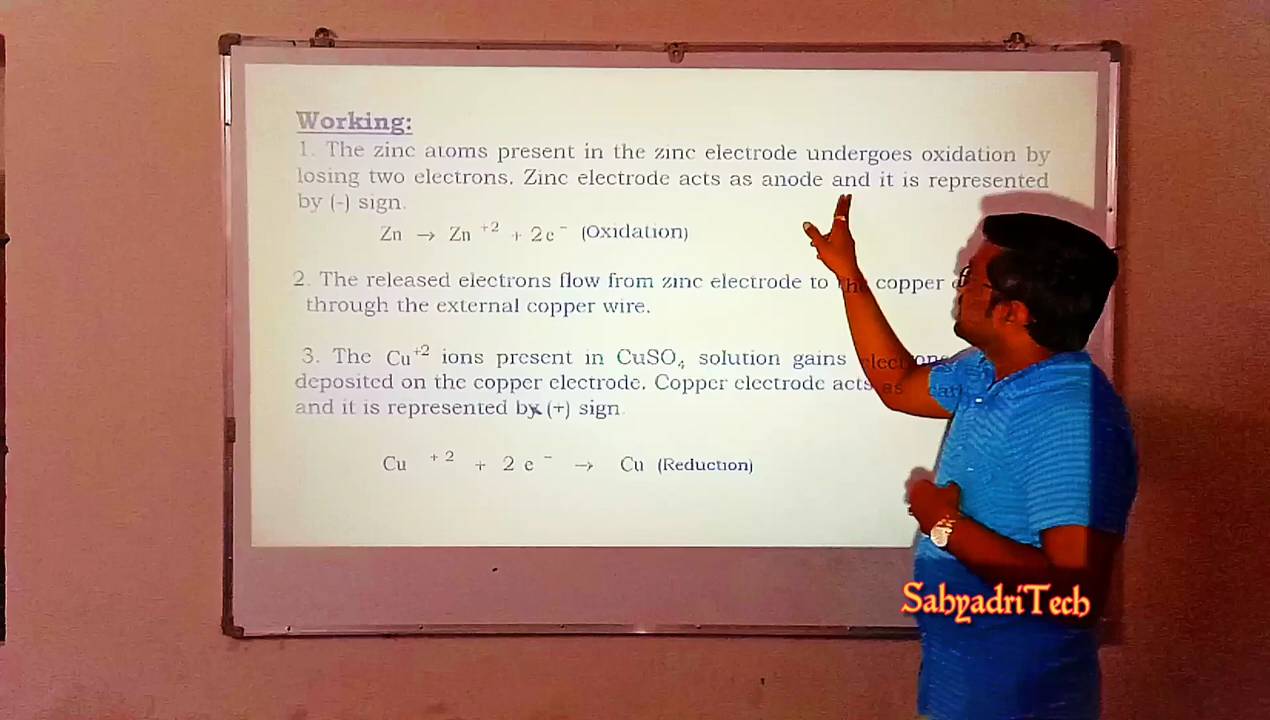 Working:
1. The zinc atoms present in the zinc electrode undergoes oxidation by
losing two electrons. Zinc electrode acts as anode and it is represented
by (-) sign.
Zn → Zn +2 + 2e - (Oxidation)
2. The released electrons flow from zinc electrode to the copper
through the external copper wire.
3. The Cu+2 ions present in CuSO4 solution gains electrons
deposited on the copper electrode. Copper electrode acts as
and it is represented by (+) sign.
Cu +2 + 2 e - → Cu (Reduction)
SahyadriTech